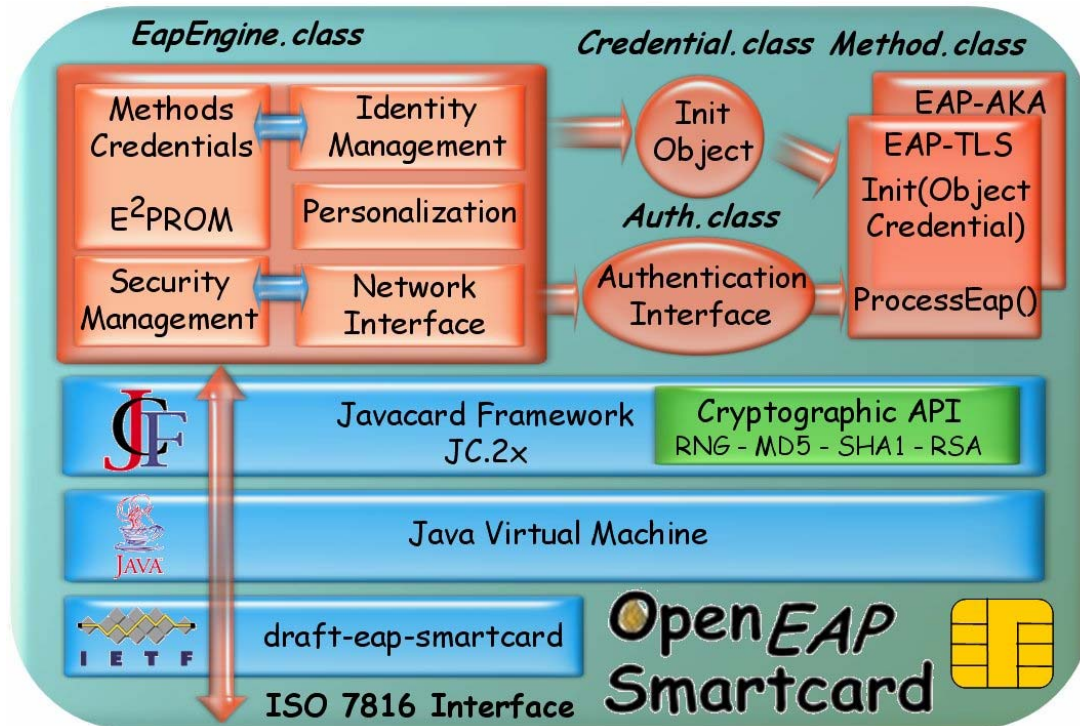 EapEngine.class
Credential.class
Method.class
Methods
Credentials
E²PROM
Identity
Management
Personalization
Security
Management
Network
Interface
Init
Object
Auth.class
Authentication
Interface
EAP-AKA
EAP-TLS
Init(Object
Credential)
ProcessEap()
JCF
Javacard Framework
JC.2x
Cryptographic API
RNG - MD5 - SHA1 - RSA
JAVA
Java Virtual Machine
IETF
draft-eap-smartcard
Open EAP
Smartcard
ISO 7816 Interface